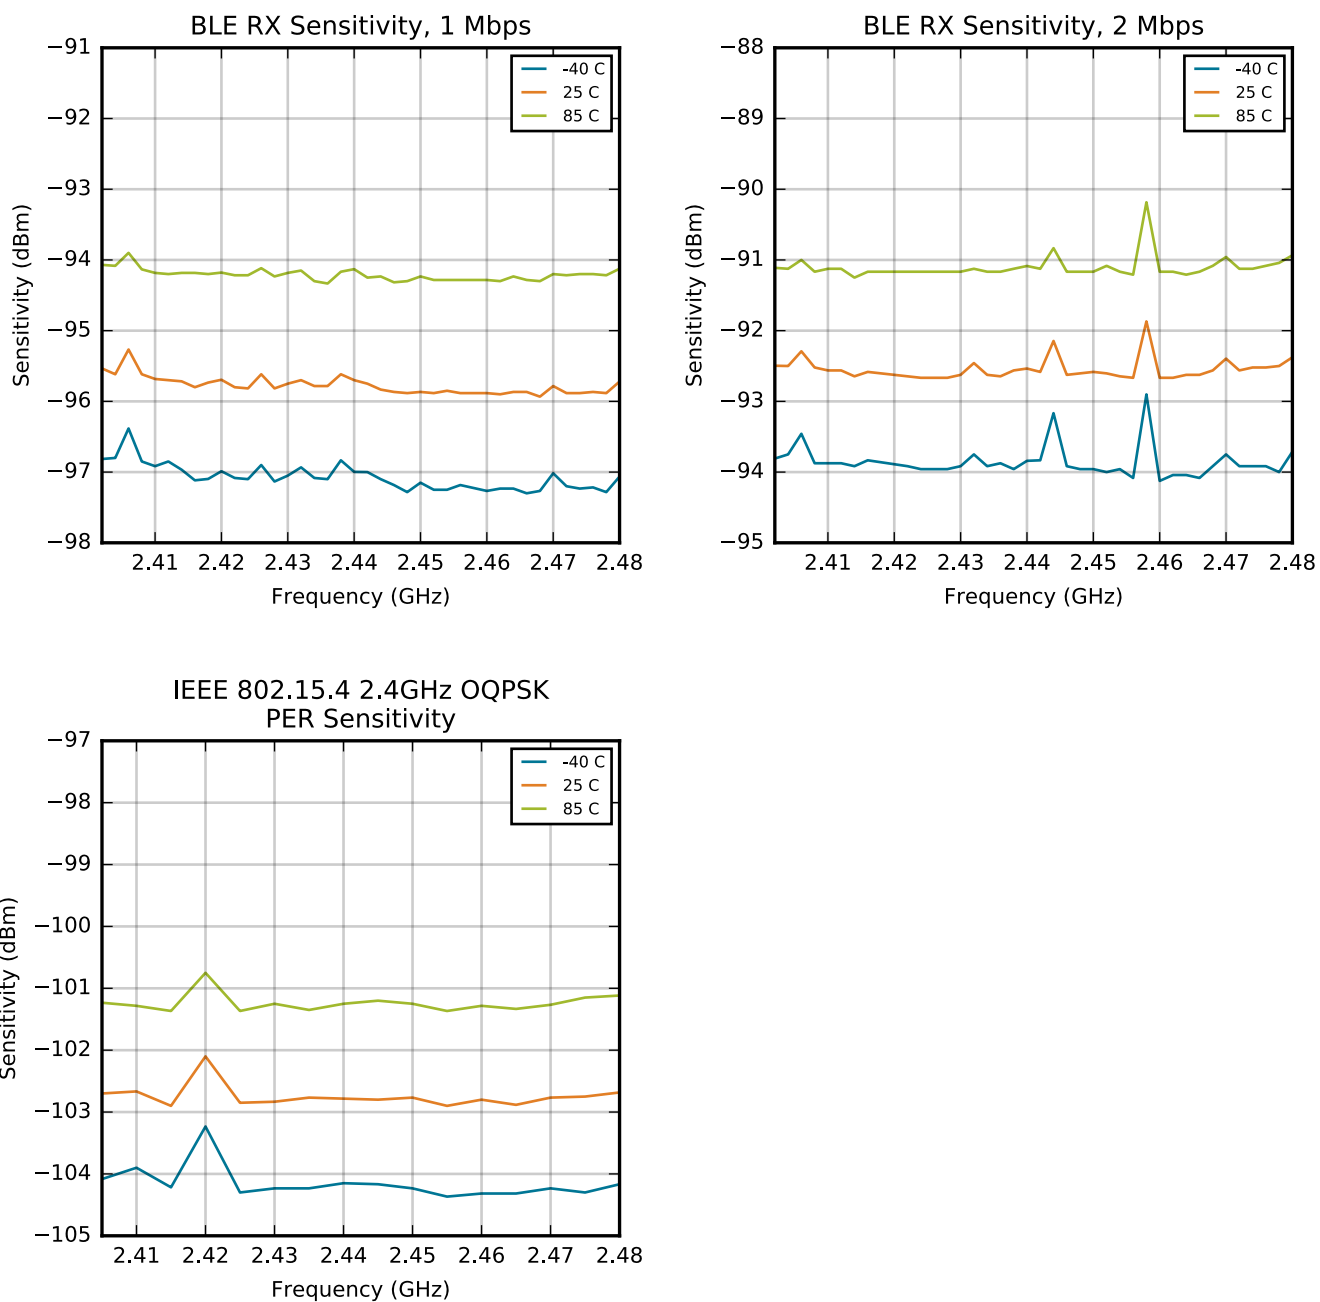 BLE RX Sensitivity, 1 Mbps
−91
−92
−93
−94
−95
−96
−97
−98
Sensitivity (dBm)
-40 C
25 C
85 C
2.41 2.42 2.43 2.44 2.45 2.46 2.47 2.48
Frequency (GHz)
BLE RX Sensitivity, 2 Mbps
−88
−89
−90
−91
−92
−93
−94
−95
Sensitivity (dBm)
-40 C
25 C
85 C
2.41 2.42 2.43 2.44 2.45 2.46 2.47 2.48
Frequency (GHz)
IEEE 802.15.4 2.4GHz OQPSK
PER Sensitivity
−97
−98
−99
−100
−101
−102
−103
−104
−105
Sensitivity (dBm)
-40 C
25 C
85 C
2.41 2.42 2.43 2.44 2.45 2.46 2.47 2.48
Frequency (GHz)